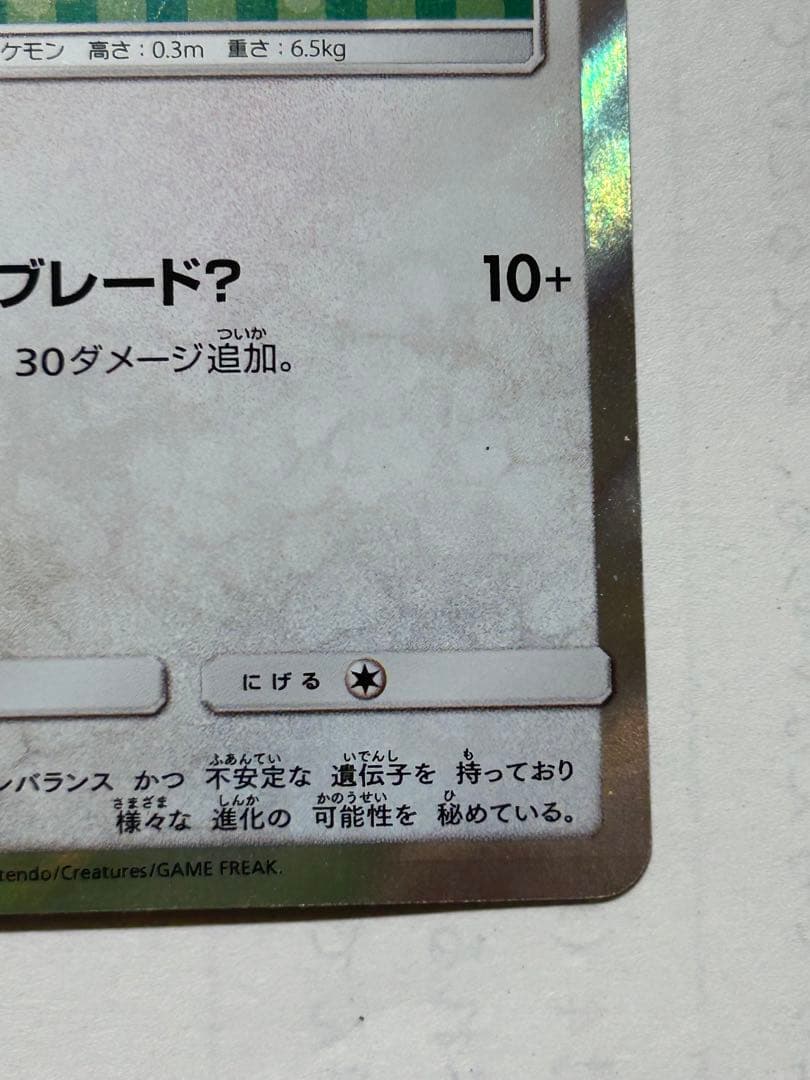 ケモン 高さ：0.3m 重さ：6.5kg
ブレード? 10+
ついか
30ダメージ追加。
にげる
ふあんてい いでんし も
ンバランス かつ 不安定な 遺伝子を 持っており
さまざま しんか かのうせい ひ
様々な 進化の 可能性を 秘めている。
tendo/Creatures/GAME FREAK.